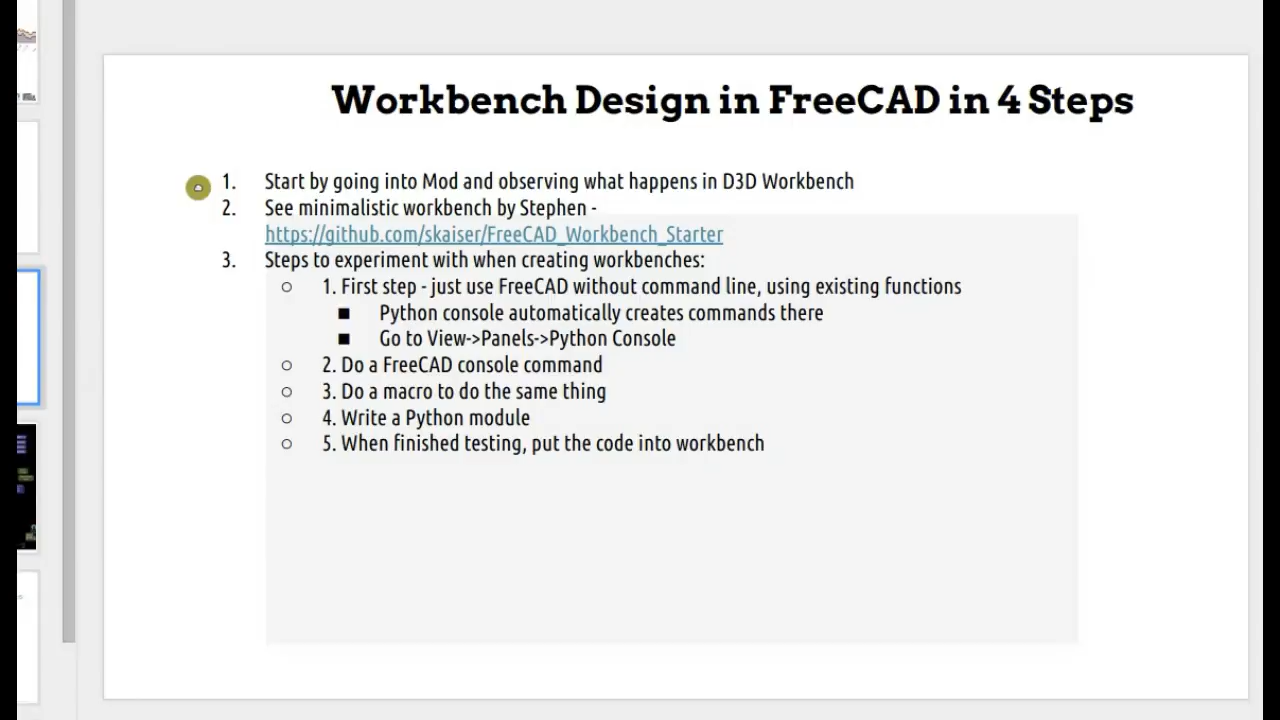 Workbench Design in FreeCAD in 4 Steps
1. Start by going into Mod and observing what happens in D3D Workbench
2. See minimalistic workbench by Stephen -
https://github.com/skaiser/FreeCAD_Workbench_Starter
3. Steps to experiment with when creating workbenches:
○ 1. First step - just use FreeCAD without command line, using existing functions
■ Python console automatically creates commands there
■ Go to View->Panels->Python Console
○ 2. Do a FreeCAD console command
○ 3. Do a macro to do the same thing
○ 4. Write a Python module
○ 5. When finished testing, put the code into workbench